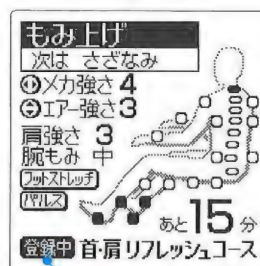 もみ上げ
次は さざなみ
メカ強さ 4
エアー強さ 3
肩強さ 3
腕もみ 中
フットストレッチ
パルス
あと15分
登録中 首・肩リフレッシュコース